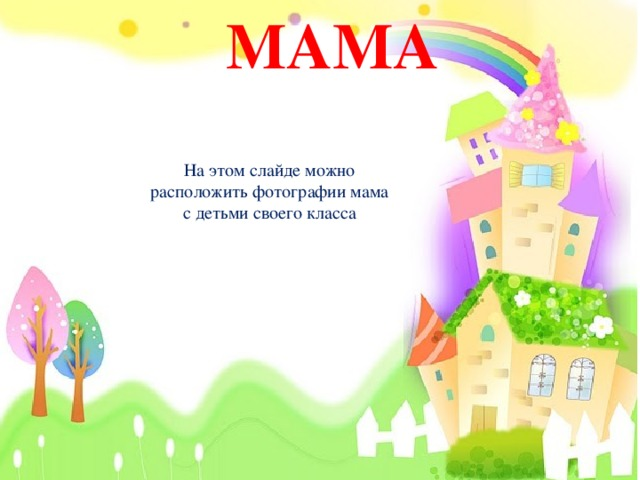 МАМА
На этом слайде можно
расположить фотографии мама
с детьми своего класса